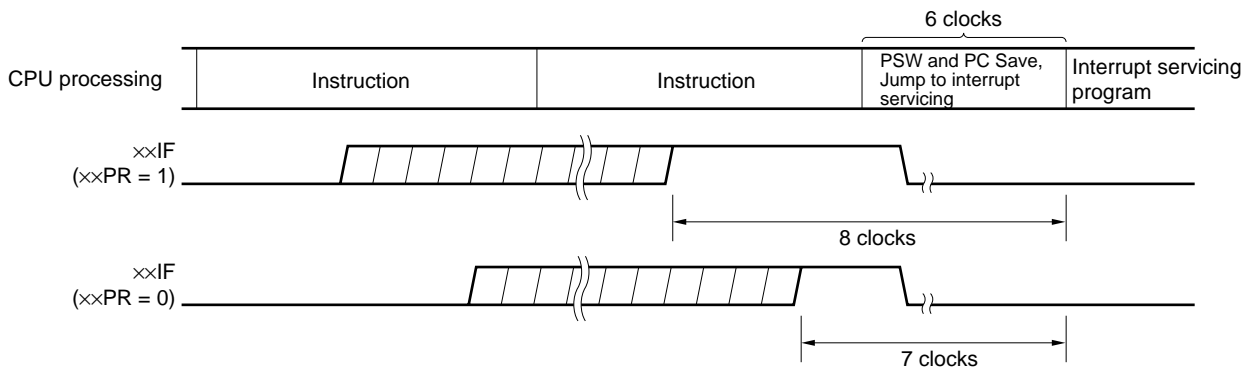 6 clocks
CPU processing
Instruction
Instruction
PSW and PC Save,
Jump to interrupt
servicing
Interrupt servicing
program
××IF
(××PR = 1)
8 clocks
××IF
(××PR = 0)
7 clocks